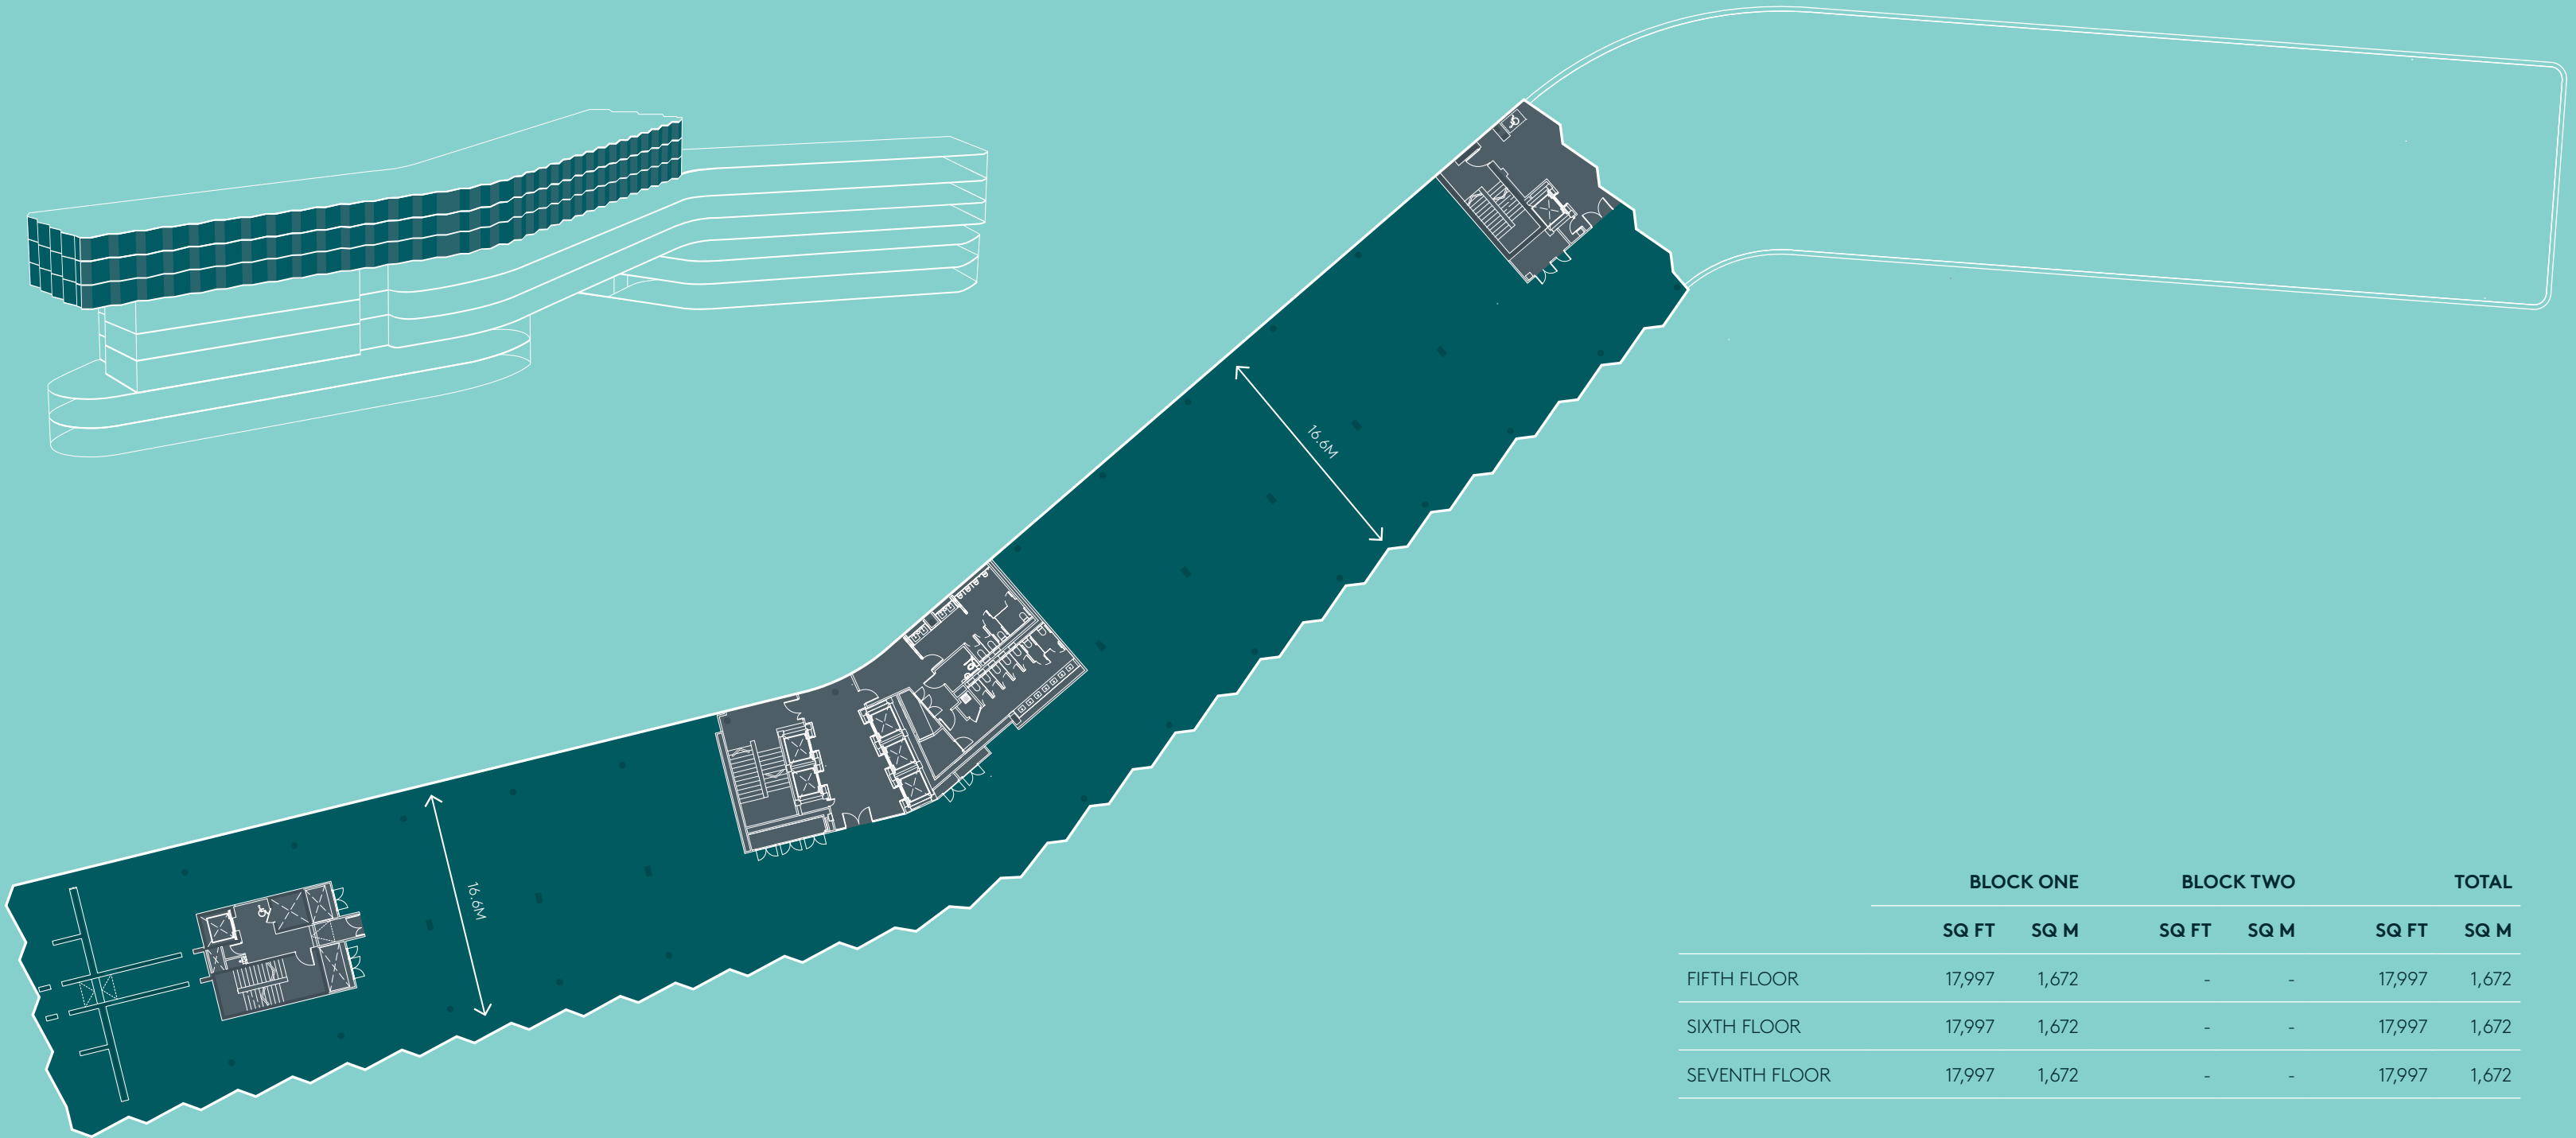 16.6M
16.6M
BLOCK ONE BLOCK TWO TOTAL
SQ FT SQ M SQ FT SQ M SQ FT SQ M
FIFTH FLOOR 17,997 1,672 - - 17,997 1,672
SIXTH FLOOR 17,997 1,672 - - 17,997 1,672
SEVENTH FLOOR 17,997 1,672 - - 17,997 1,672